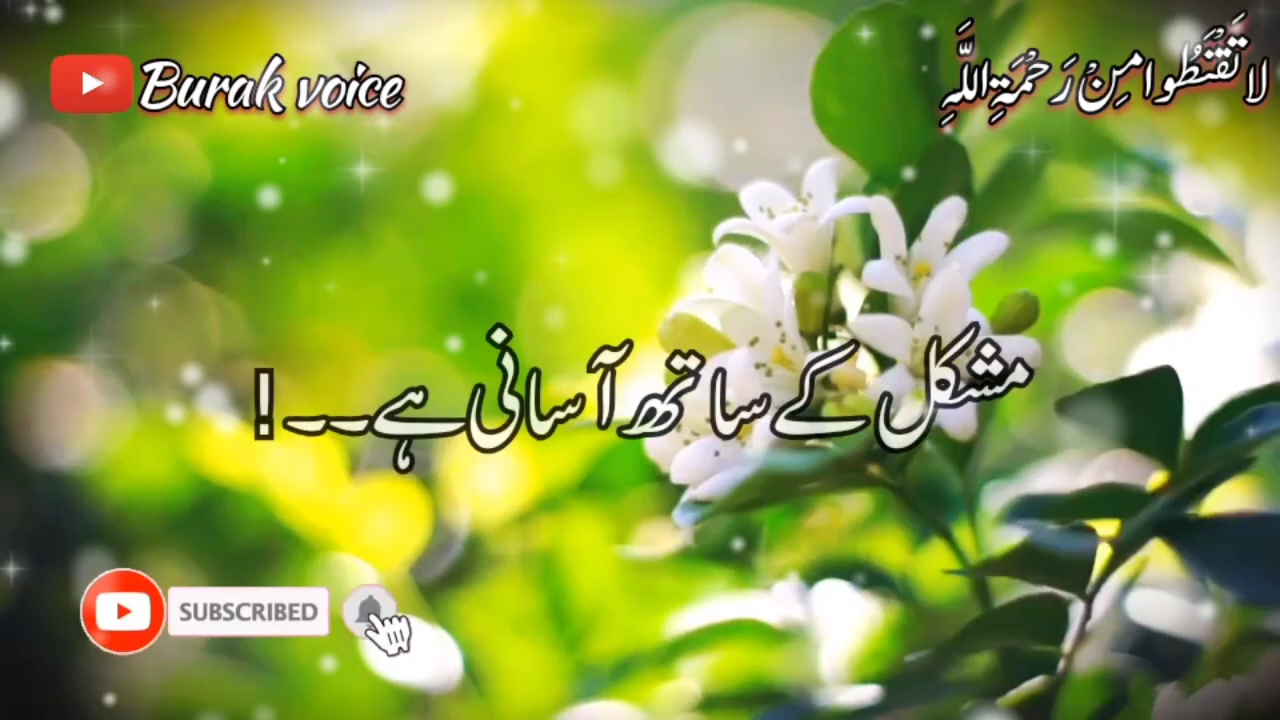 Burak voice
لَا تَقْنَطُوا مِنْ رَحْمَةِ اللَّهِ
مشکل کے ساتھ آسانی ہے۔۔!
SUBSCRIBED